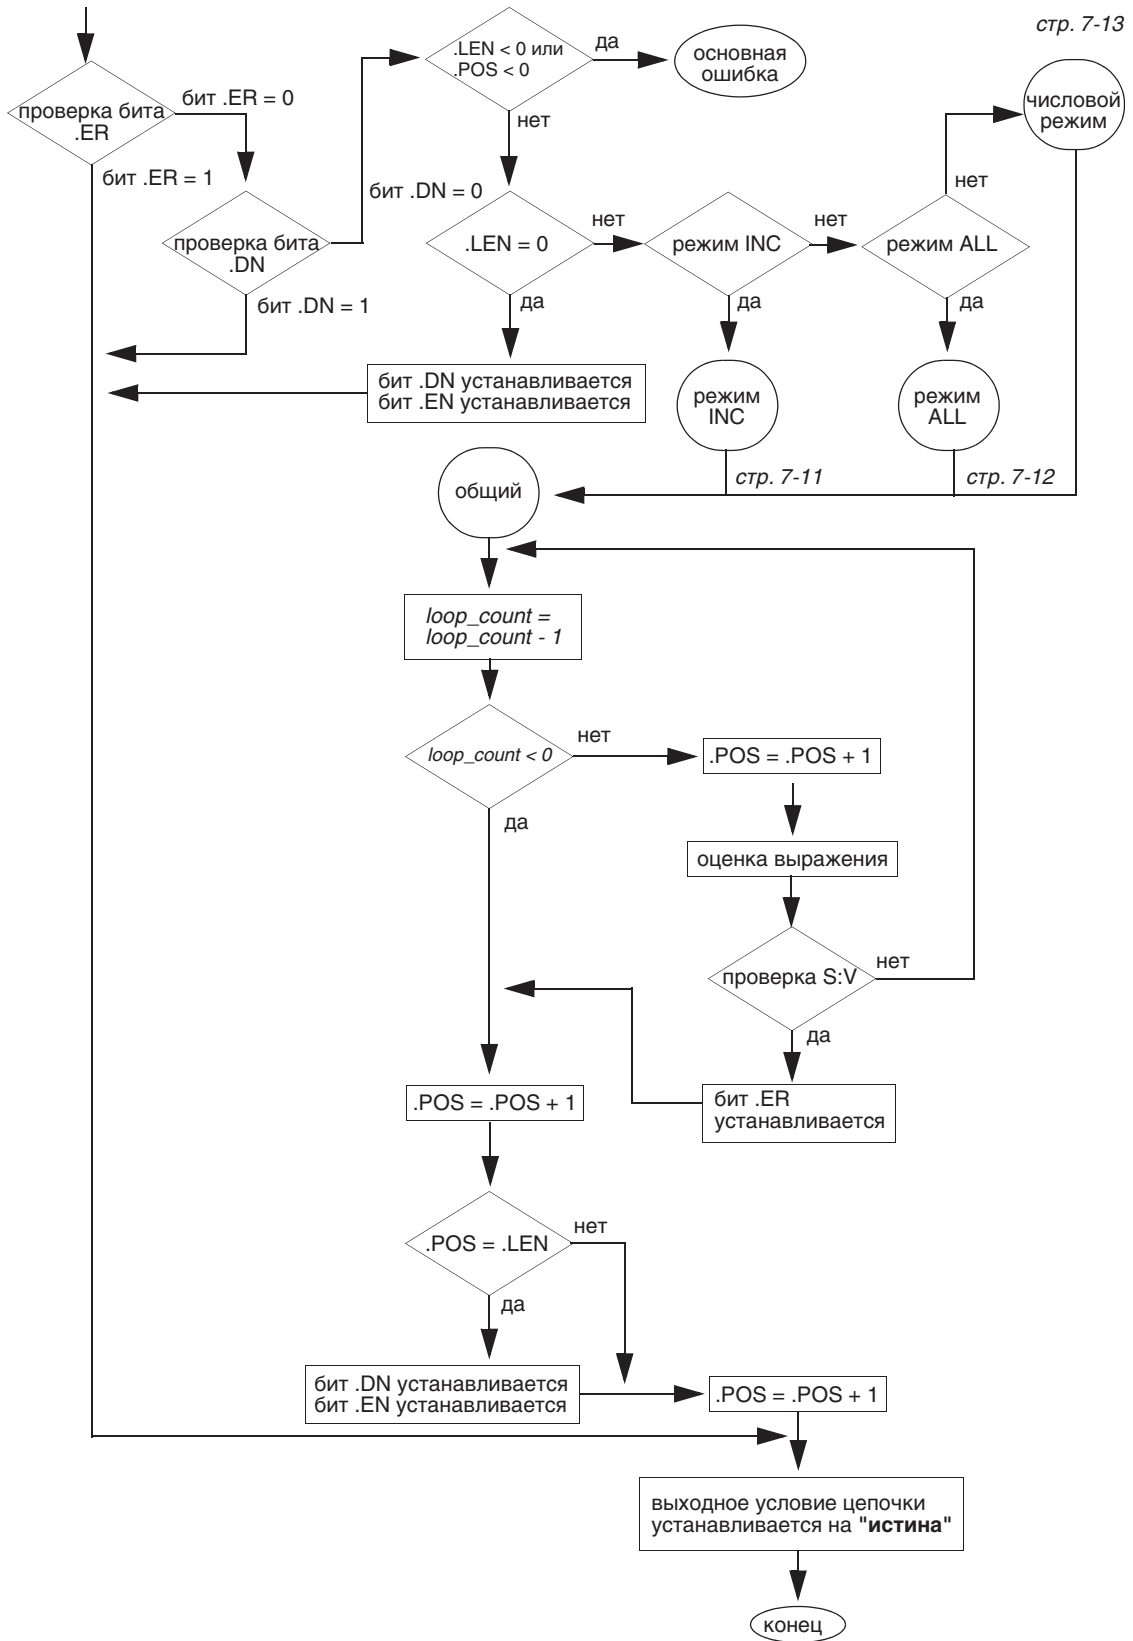 стр. 7-13
.LEN < 0 или
.POS < 0
да
основная
ошибка
числовой
режим
проверка бита
.ER
бит .ER = 0
нет
бит .ER = 1
бит .DN = 0
нет
проверка бита
.DN
.LEN = 0
нет
режим INC
нет
режим ALL
бит .DN = 1
да
да
да
бит .DN устанавливается
бит .EN устанавливается
режим
INC
режим
ALL
стр. 7-11
стр. 7-12
общий
loop_count =
loop_count - 1
loop_count < 0
нет
.POS = .POS + 1
да
оценка выражения
проверка S:V
нет
да
бит .ER
устанавливается
.POS = .POS + 1
.POS = .LEN
нет
да
бит .DN устанавливается
бит .EN устанавливается
.POS = .POS + 1
выходное условие цепочки
устанавливается на "истина"
конец